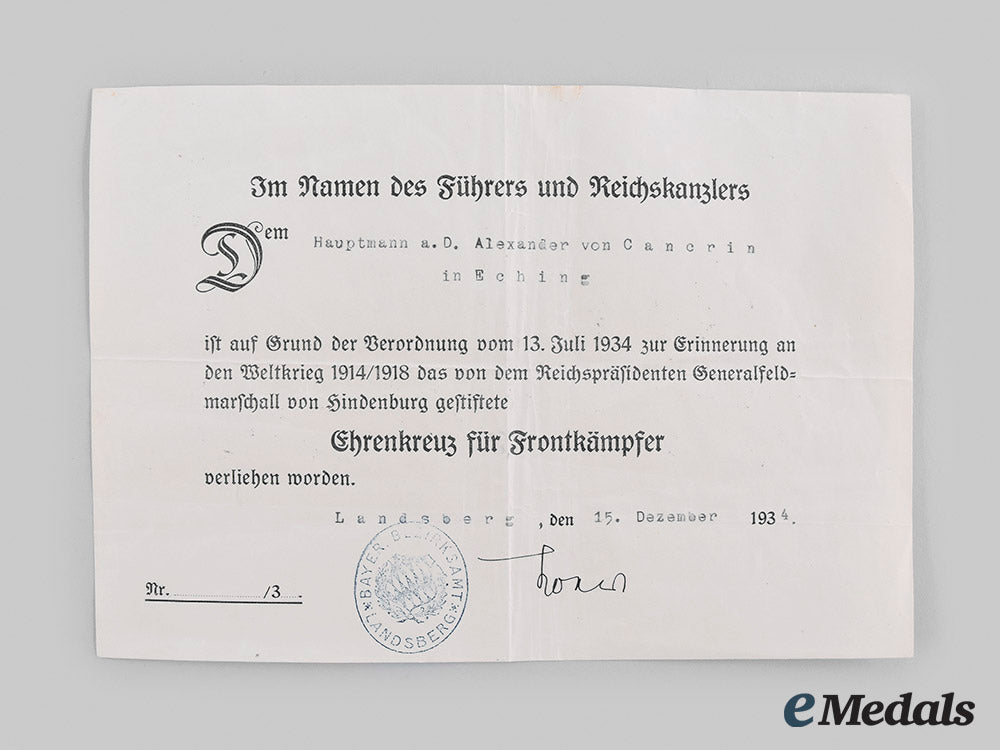 Im Namen des Führers und Reichskanzlers
Dem Hauptmann a.D. Alexander von Cancrin
in Eching
ist auf Grund der Verordnung vom 13. Juli 1934 zur Erinnerung an
den Weltkrieg 1914/1918 das von dem Reichspräsidenten Generalfeld=
marschall von Hindenburg gestiftete
Ehrenkreuz für Frontkämpfer
verliehen worden.
Landsberg, den 15. Dezember 1934.
Nr. /3
BAYER. BEZIRKSAMT
* LANDSBERG *
eMedals